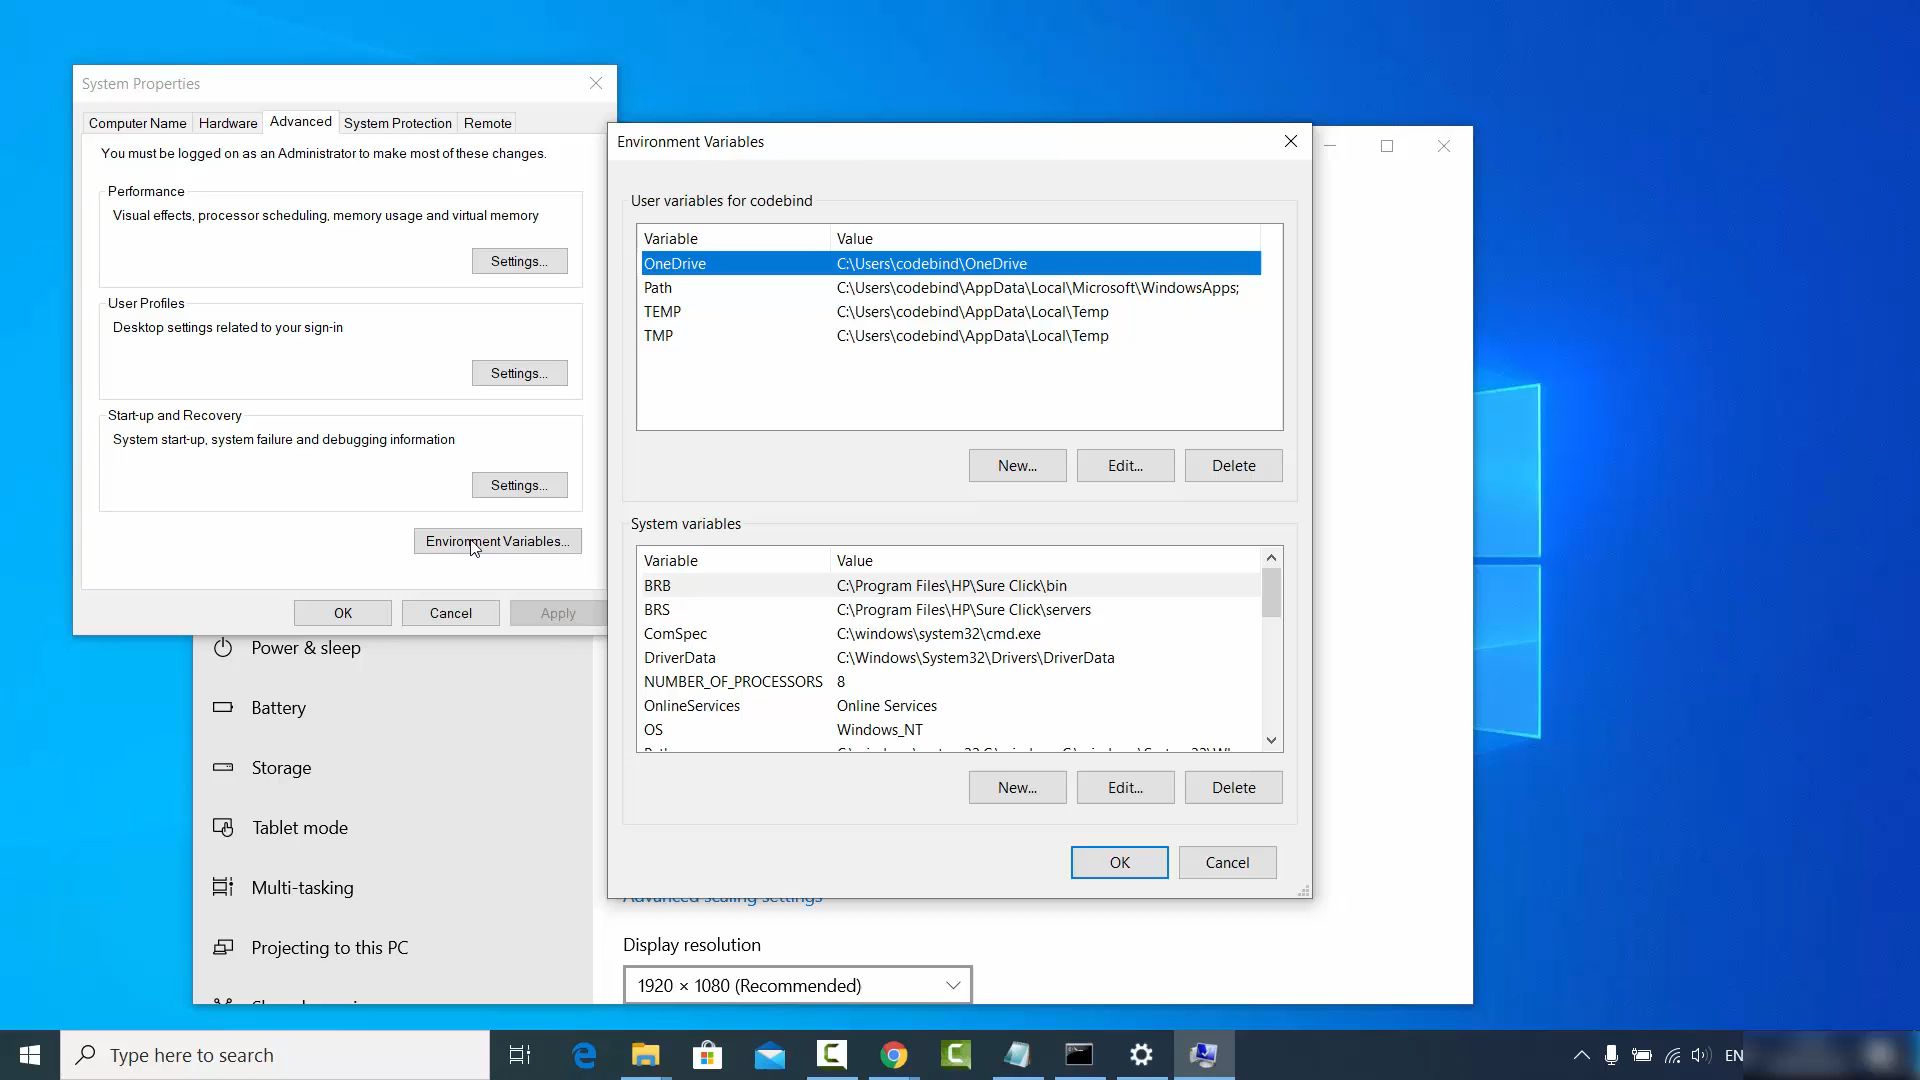 System Properties
Computer Name
Hardware
Advanced
System Protection
Remote
You must be logged on as an Administrator to make most of these changes.
Performance
Visual effects, processor scheduling, memory usage and virtual memory
Settings...
User Profiles
Desktop settings related to your sign-in
Settings...
Start-up and Recovery
System start-up, system failure and debugging information
Settings...
Environment Variables...
OK
Cancel
Apply
Power & sleep
Battery
Storage
Tablet mode
Multi-tasking
Projecting to this PC
Environment Variables
User variables for codebind
Variable Value
OneDrive C:\Users\codebind\OneDrive
Path C:\Users\codebind\AppData\Local\Microsoft\WindowsApps;
TEMP C:\Users\codebind\AppData\Local\Temp
TMP C:\Users\codebind\AppData\Local\Temp
New... Edit... Delete
System variables
Variable Value
BRB C:\Program Files\HP\Sure Click\bin
BRS C:\Program Files\HP\Sure Click\servers
ComSpec C:\windows\system32\cmd.exe
DriverData C:\Windows\System32\Drivers\DriverData
NUMBER_OF_PROCESSORS 8
OnlineServices Online Services
OS Windows_NT
New... Edit... Delete
OK Cancel
Advanced scaling settings
Display resolution
1920 × 1080 (Recommended)
Type here to search
EN